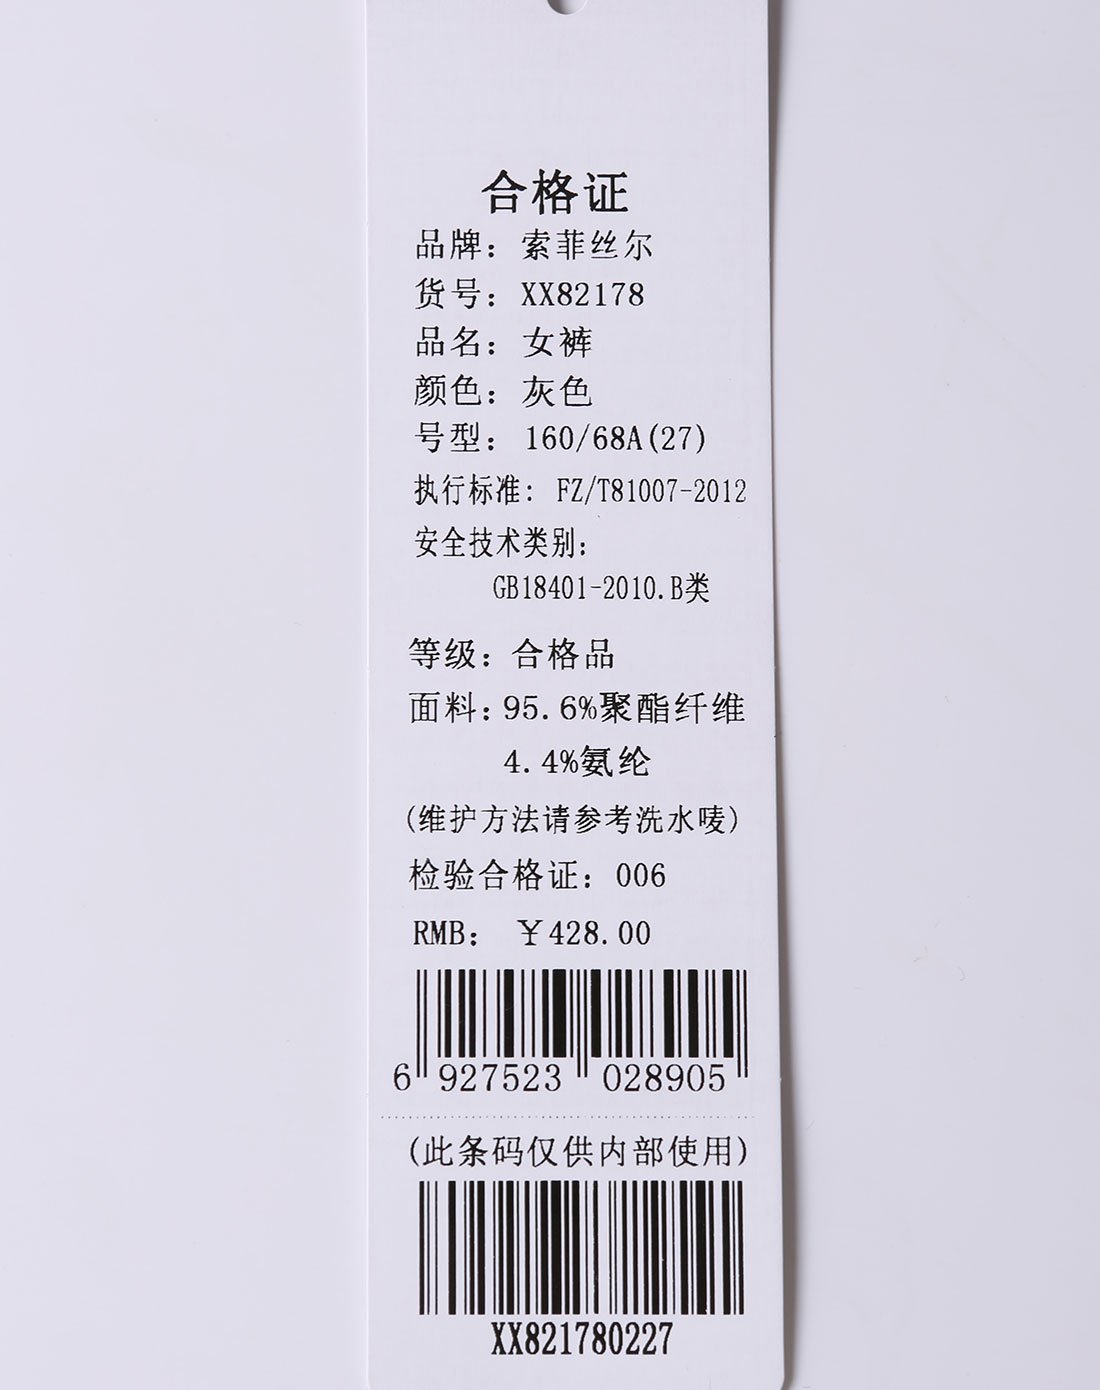 合格证
品牌：索菲丝尔
货号：XX82178
品名：女裤
颜色：灰色
号型：160/68A(27)
执行标准：FZ/T81007-2012
安全技术类别：
GB18401-2010.B类
等级：合格品
面料：95.6%聚酯纤维
4.4%氨纶
(维护方法请参考洗水唛)
检验合格证：006
RMB：￥428.00
6 927523 028905
(此条码仅供内部使用)
XX821780227